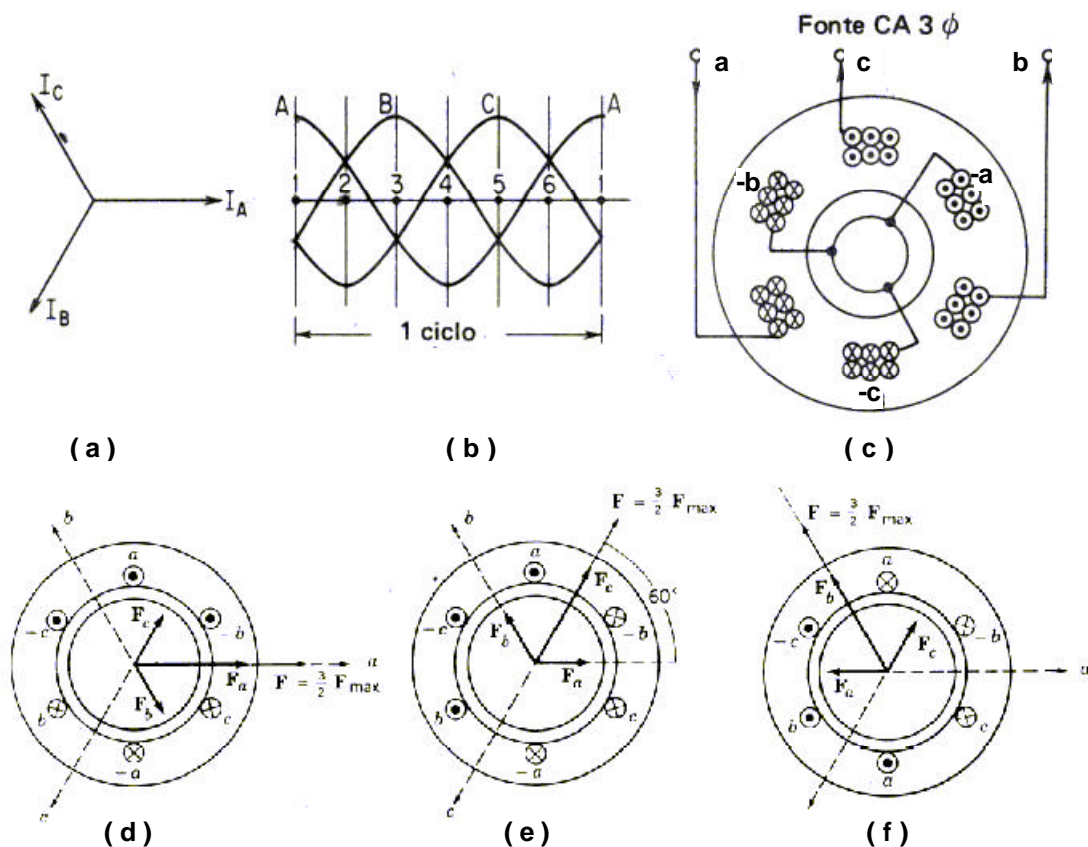 Fonte CA 3 ϕ
a c b
I_C
I_A
I_B
A B C A
1 2 3 4 5 6
1 ciclo
-b -a
-c
( a ) ( b ) ( c )
b
a
-c -b
F_c
F_a
F_b
a
F = 3/2 F_max
b c
-a
c
( d )
b
F = 3/2 F_max
a
F_c
60°
-c -b
F_b
F_a
b c
-a
c
( e )
F = 3/2 F_max
a
F_b
-c -b
F_c
F_a
a
b c
a
( f )